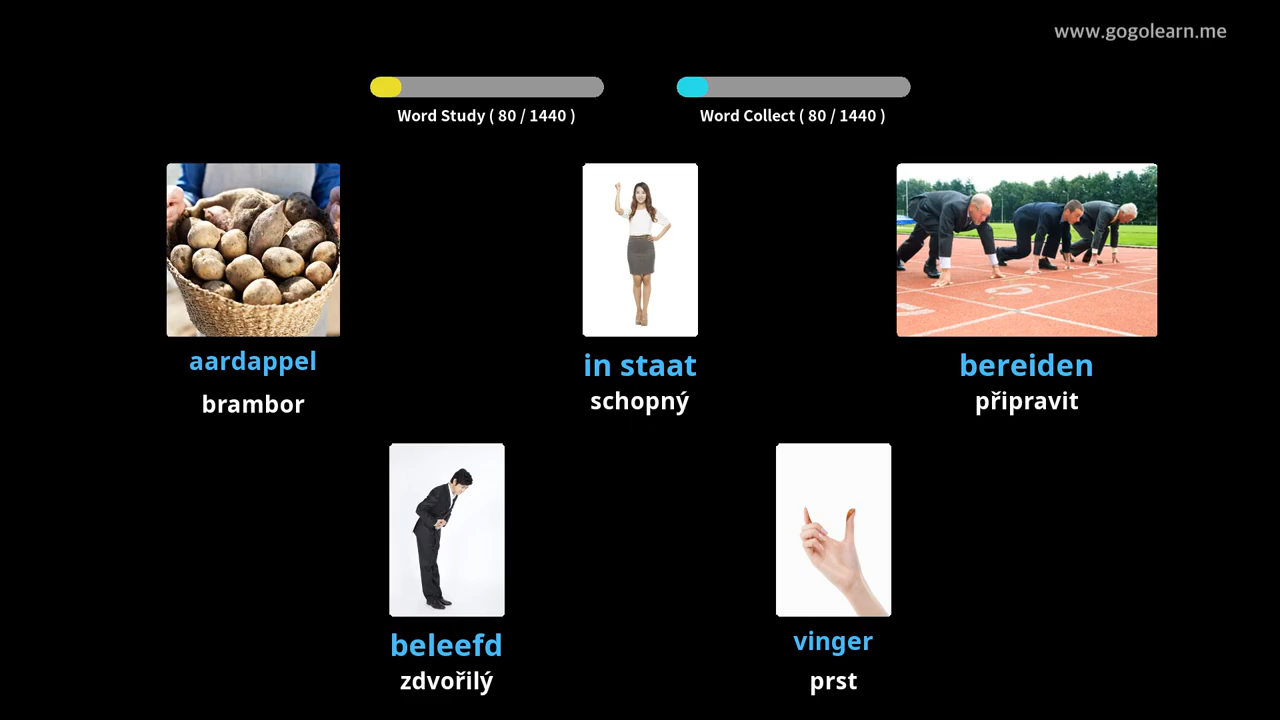 www.gogolearn.me
Word Study ( 80 / 1440 )
Word Collect ( 80 / 1440 )
aardappel
brambor
in staat
schopný
bereiden
připravit
beleefd
zdvořilý
vinger
prst